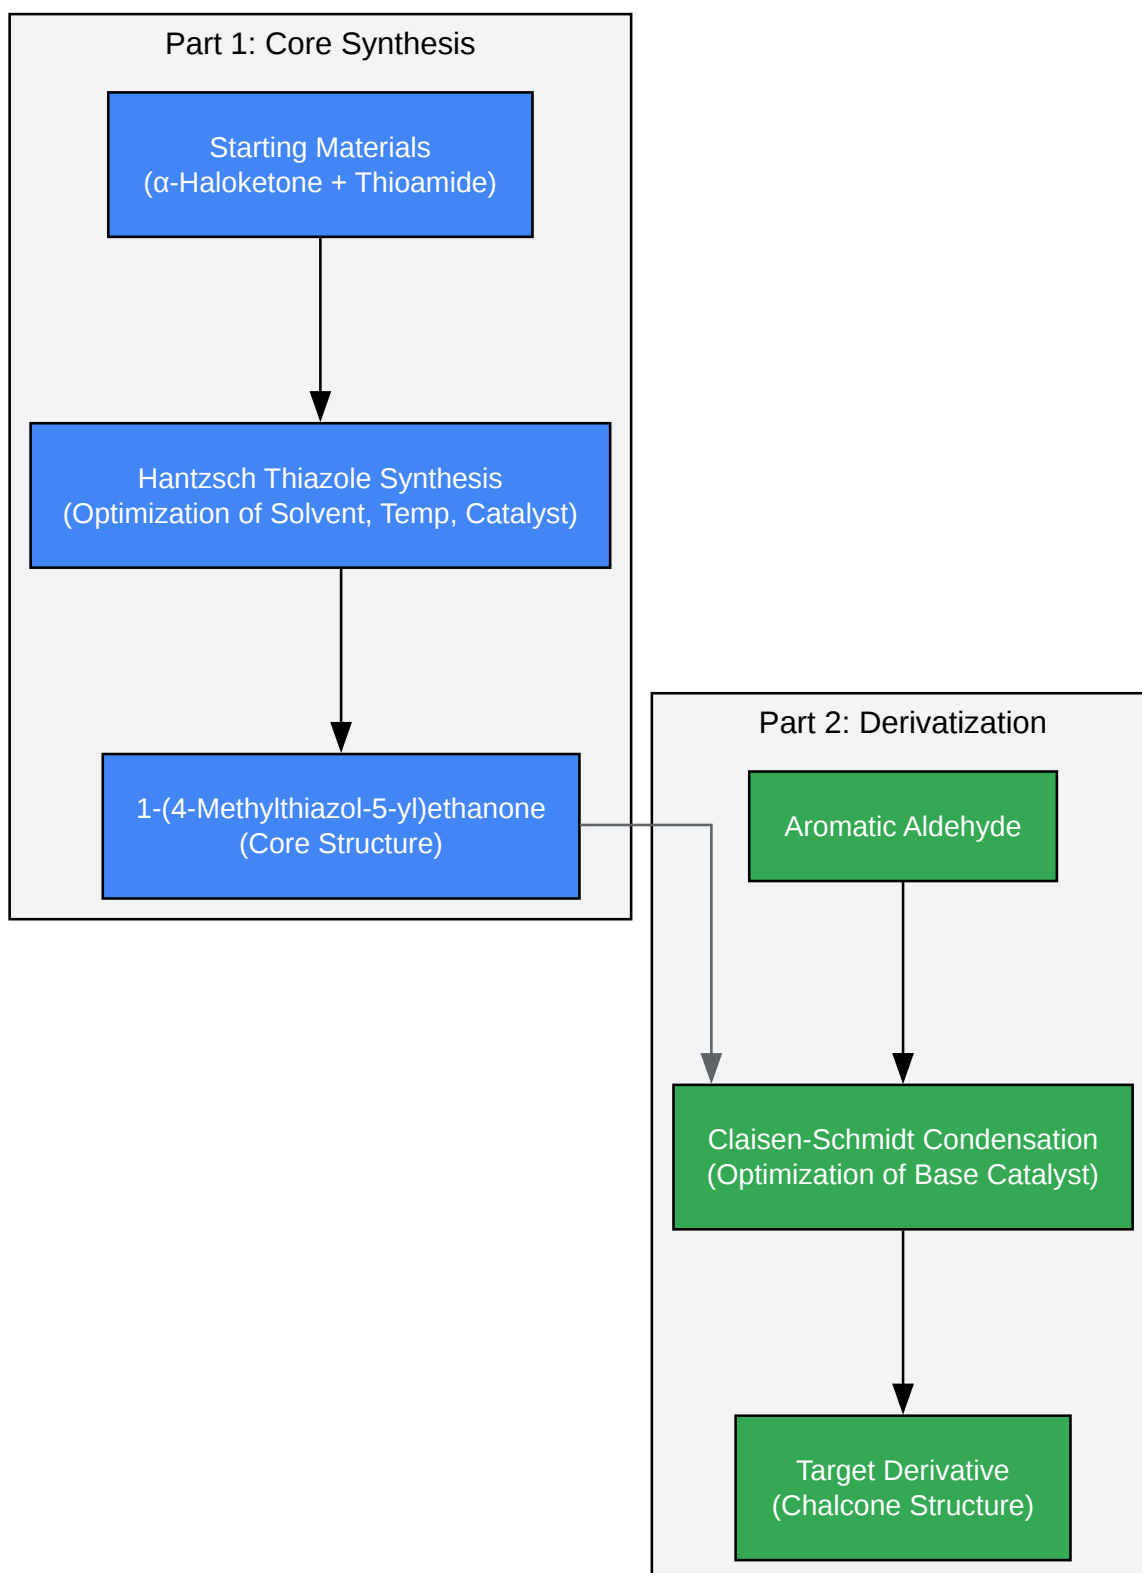 Part 1: Core Synthesis
Starting Materials
(α-Haloketone + Thioamide)
Hantzsch Thiazole Synthesis
(Optimization of Solvent, Temp, Catalyst)
1-(4-Methylthiazol-5-yl)ethanone
(Core Structure)
Part 2: Derivatization
Aromatic Aldehyde
Claisen-Schmidt Condensation
(Optimization of Base Catalyst)
Target Derivative
(Chalcone Structure)